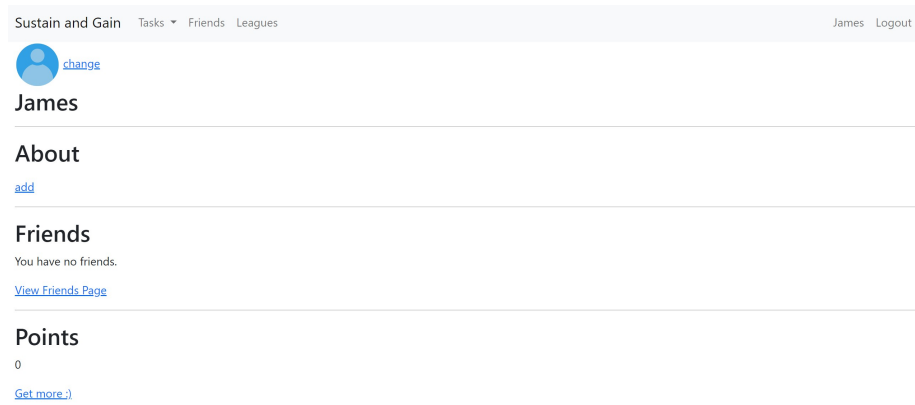 Sustain and Gain Tasks Friends Leagues James Logout
change
James
About
add
Friends
You have no friends.
View Friends Page
Points
0
Get more :)